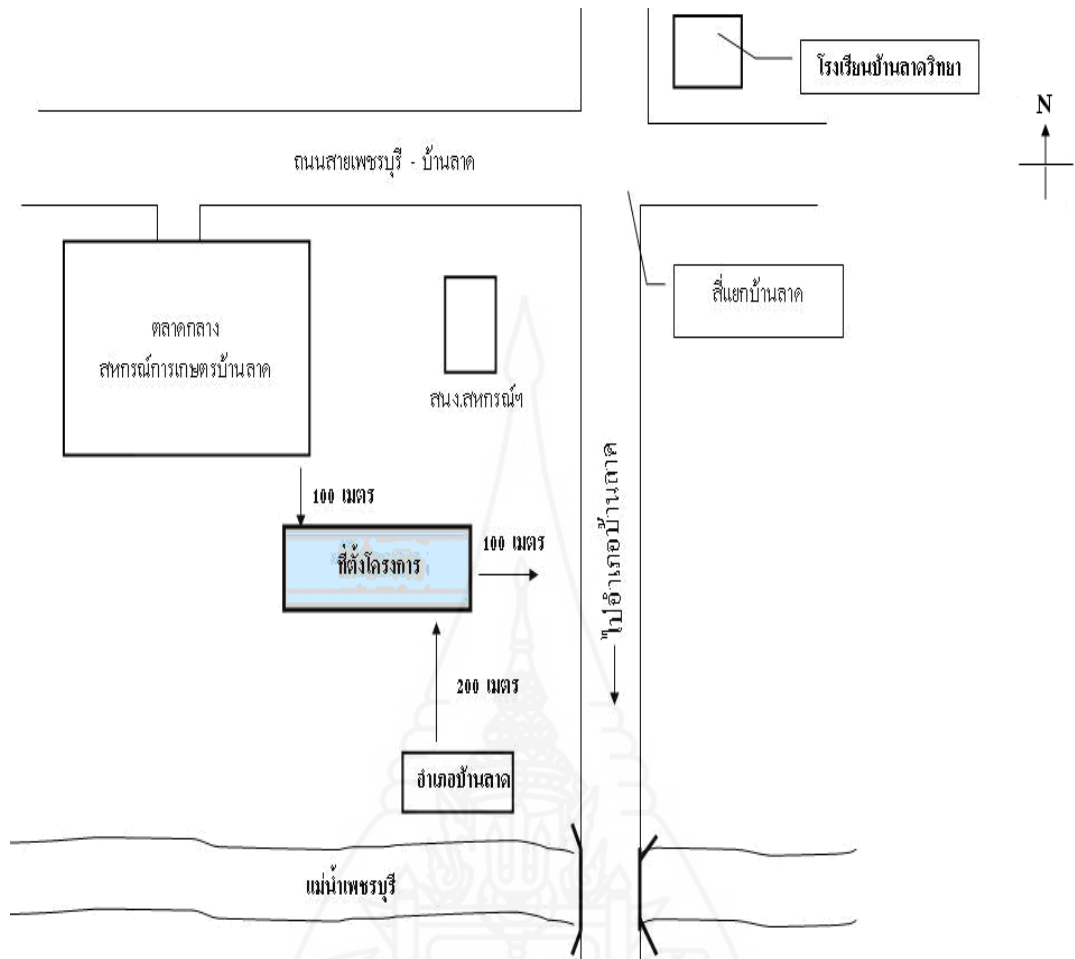 โรงเรียนบ้านลาดวิทยา
N
ถนนสายเพชรบุรี - บ้านลาด
สี่แยกบ้านลาด
ตลาดกลาง
สหกรณ์การเกษตรบ้านลาด
สนง.สหกรณ์ฯ
100 เมตร
ที่ตั้งโครงการ
100 เมตร
ไปอำเภอบ้านลาด
200 เมตร
อำเภอบ้านลาด
แม่น้ำเพชรบุรี